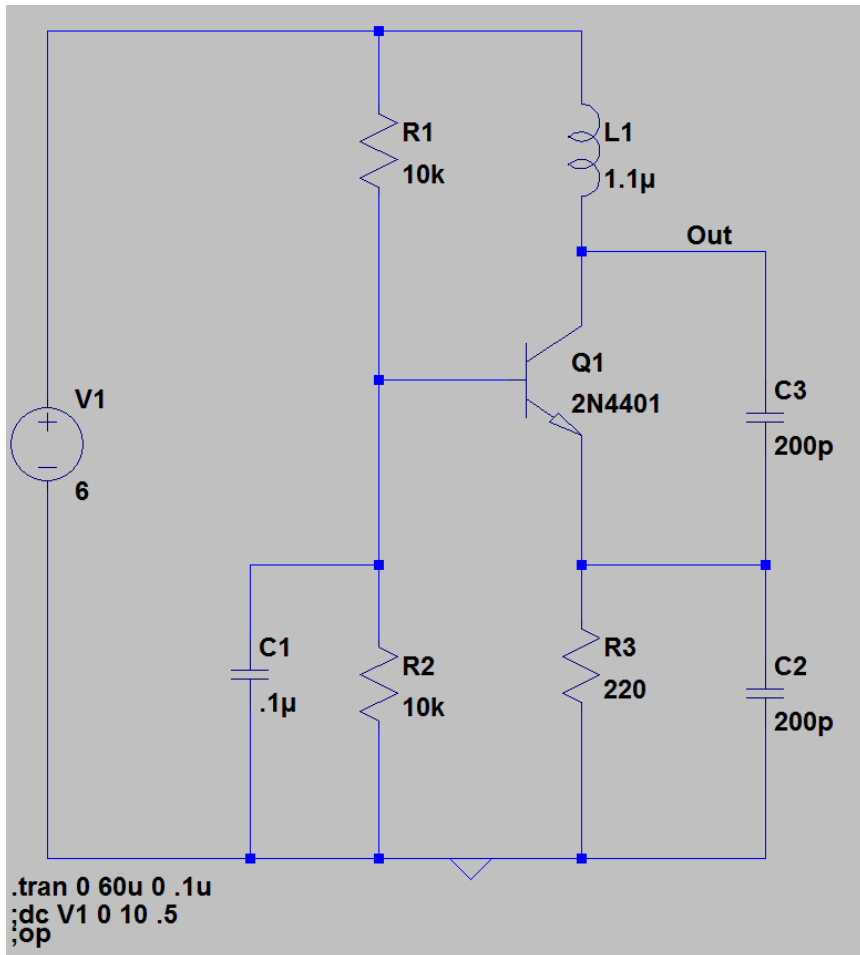 R1
10k
L1
1.1µ
Out
Q1
2N4401
V1
6
C3
200p
C1
.1µ
R2
10k
R3
220
C2
200p
.tran 0 60u 0 .1u
;dc V1 0 10 .5
;op